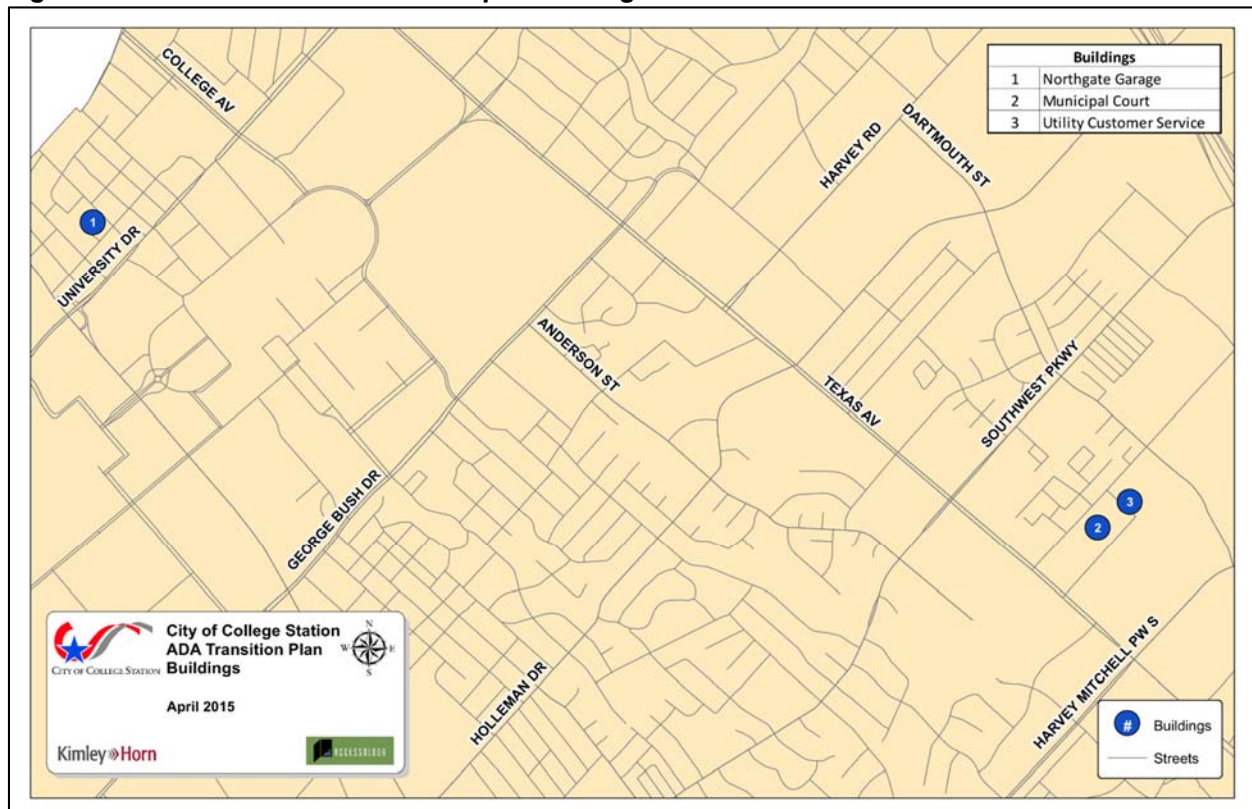 COLLEGE AV
Buildings
1 Northgate Garage
2 Municipal Court
3 Utility Customer Service
HARVEY RD
DARTMOUTH ST
1
UNIVERSITY DR
ANDERSON ST
TEXAS AV
SOUTHWEST PKWY
3
2
GEORGE BUSH DR
HOLLEMAN DR
HARVEY MITCHELL PW S
CITY OF COLLEGE STATION
City of College Station
ADA Transition Plan
Buildings
April 2015
N
W E
S
Kimley»Horn
ACCESSOLOGY
# Buildings
Streets